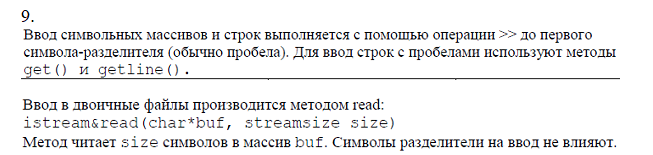 9.
Ввод символьных массивов и строк выполняется с помошью операции >> до первого
символа-разделителя (обычно пробела). Для ввод строк с пробелами используют методы
get() и getline().
Ввод в двоичные файлы производится методом read:
istream&read(char*buf, streamsize size)
Метод читает size символов в массив buf. Символы разделители на ввод не влияют.